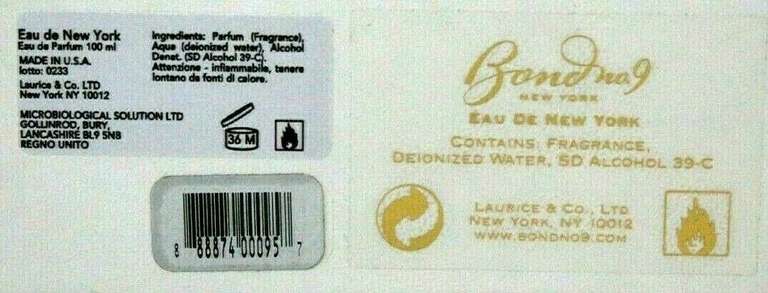 Eau de New York
Eau de Parfum 100 ml
MADE IN U.S.A.
lotto: 0233
Laurice & Co. LTD
New York NY 10012
MICROBIOLOGICAL SOLUTION LTD
GOLLINROD, BURY,
LANCASHIRE BL9 5NB
REGNO UNITO
Ingredients: Parfum (Fragrance),
Aqua (deionized water), Alcohol
Denat. (SD Alcohol 39-C).
Attenzione - infiammabile, tenere
lontano da fonti di calore.
36 M
8 88874 00095 7
Bond no 9
NEW YORK
EAU DE NEW YORK
CONTAINS: FRAGRANCE,
DEIONIZED WATER, SD ALCOHOL 39-C
LAURICE & CO., LTD
NEW YORK, NY 10012
WWW.BONDNO9.COM